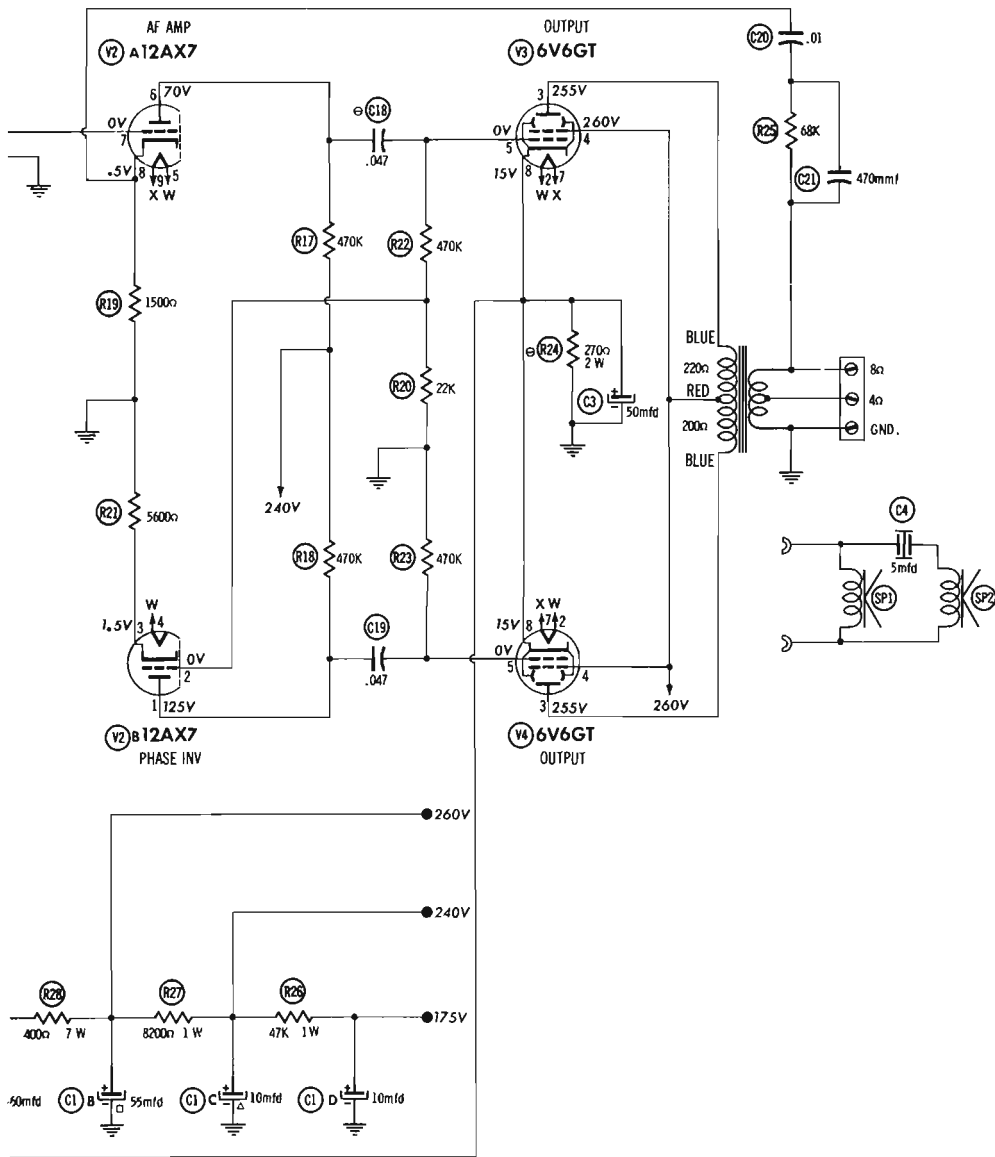 AF AMP
V2 A 12AX7
OUTPUT
V3 6V6GT
C20 .01
6 70V
3 255V
0V
7
⊖ C18
.047
0V
5
260V
4
R25 68K
.5V 8 9 5
X W
15V 8 2 7
W X
C21 470mmf
R17 470K
R22 470K
R19 1500Ω
⊖ R24 270Ω
2 W
BLUE
220Ω
RED
200Ω
BLUE
8Ω
4Ω
GND.
R20 22K
C3 + − 50mfd
240V
R21 5600Ω
R18 470K
R23 470K
C4
5mfd
SP1
SP2
W
1.5V 3 4
0V
2
C19
.047
X W
15V 8 7 2
0V
5
4
1 125V
3 255V
260V
V2 B 12AX7
PHASE INV
V4 6V6GT
OUTPUT
260V
240V
R28
400Ω 7 W
R27
8200Ω 1 W
R26
47K 1 W
175V
60mfd
C1 B + − □ 55mfd
C1 C + − △ 10mfd
C1 D + − 10mfd